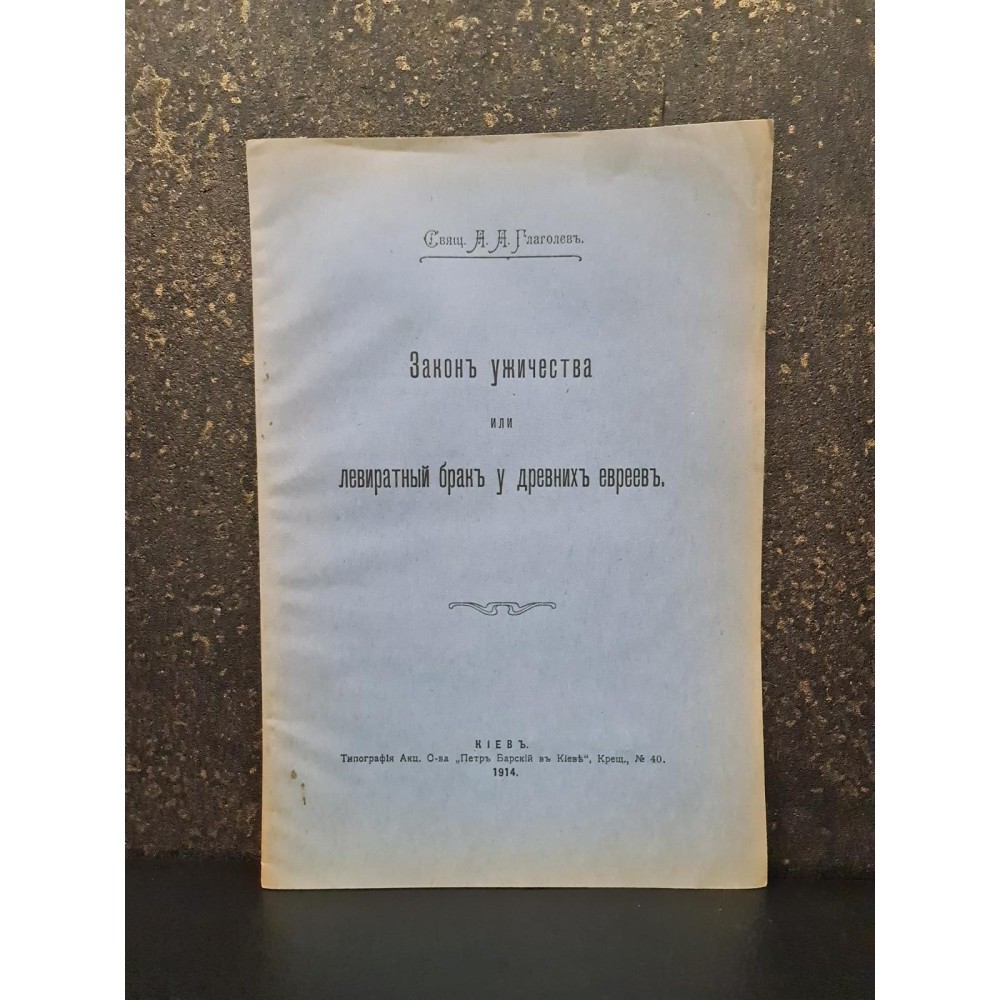 Свящ. А. А. Глаголевъ.
Законъ ужичества
или
левиратный бракъ у древнихъ евреевъ.
КІЕВЪ.
Типографія Акц. О-ва „Петръ Барскій въ Кіевѣ", Крещ., № 40.
1914.